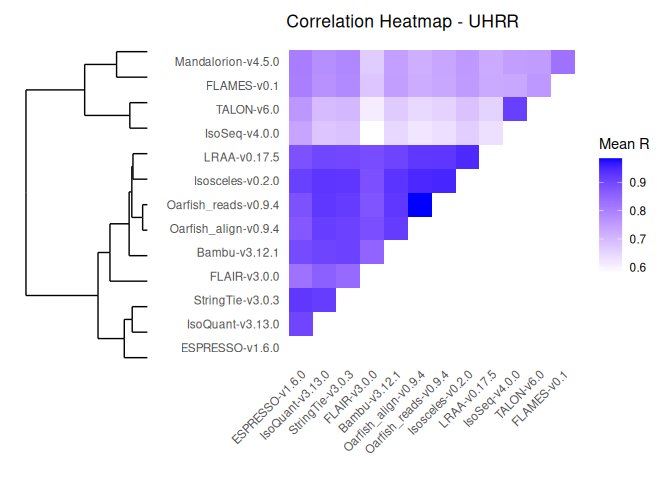 Correlation Heatmap - UHRR
Mandalorion-v4.5.0
FLAMES-v0.1
TALON-v6.0
IsoSeq-v4.0.0
LRAA-v0.17.5
Isosceles-v0.2.0
Oarfish_reads-v0.9.4
Oarfish_align-v0.9.4
Bambu-v3.12.1
FLAIR-v3.0.0
StringTie-v3.0.3
IsoQuant-v3.13.0
ESPRESSO-v1.6.0
ESPRESSO-v1.6.0
IsoQuant-v3.13.0
StringTie-v3.0.3
FLAIR-v3.0.0
Bambu-v3.12.1
Oarfish_align-v0.9.4
Oarfish_reads-v0.9.4
Isosceles-v0.2.0
LRAA-v0.17.5
IsoSeq-v4.0.0
TALON-v6.0
FLAMES-v0.1
Mean R
0.9
0.8
0.7
0.6